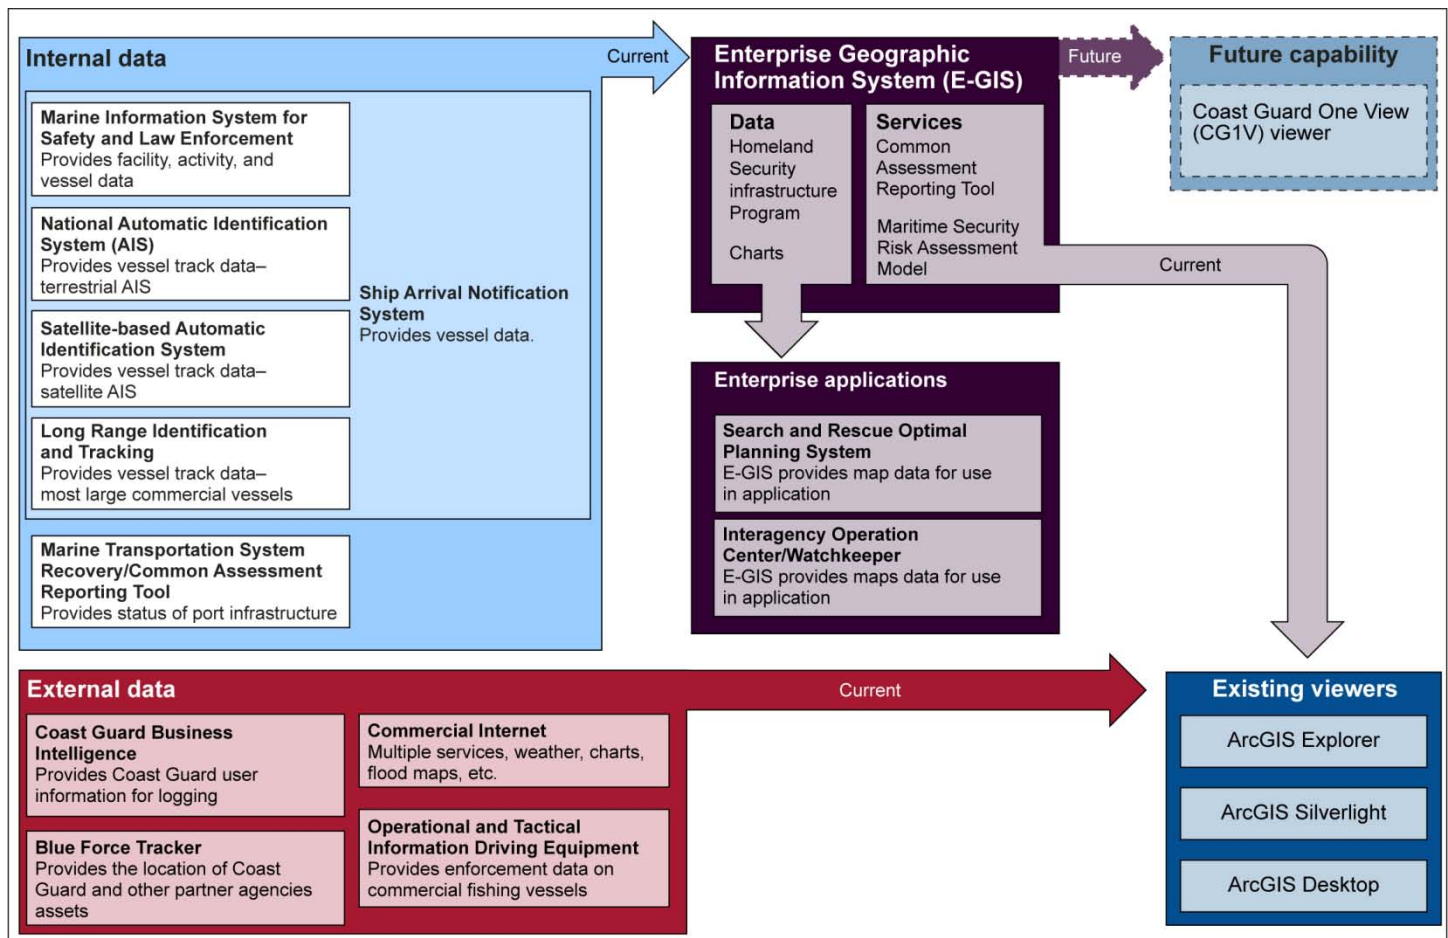 Internal data
Marine Information System for
Safety and Law Enforcement
Provides facility, activity, and
vessel data
National Automatic Identification
System (AIS)
Provides vessel track data–
terrestrial AIS
Satellite-based Automatic
Identification System
Provides vessel track data–
satellite AIS
Long Range Identification
and Tracking
Provides vessel track data–
most large commercial vessels
Ship Arrival Notification
System
Provides vessel data.
Marine Transportation System
Recovery/Common Assessment
Reporting Tool
Provides status of port infrastructure
Current
Enterprise Geographic
Information System (E-GIS)
Data
Homeland
Security
infrastructure
Program
Charts
Services
Common
Assessment
Reporting Tool
Maritime Security
Risk Assessment
Model
Future
Future capability
Coast Guard One View
(CG1V) viewer
Current
Enterprise applications
Search and Rescue Optimal
Planning System
E-GIS provides map data for use
in application
Interagency Operation
Center/Watchkeeper
E-GIS provides maps data for use
in application
External data
Coast Guard Business
Intelligence
Provides Coast Guard user
information for logging
Blue Force Tracker
Provides the location of Coast
Guard and other partner agencies
assets
Commercial Internet
Multiple services, weather, charts,
flood maps, etc.
Operational and Tactical
Information Driving Equipment
Provides enforcement data on
commercial fishing vessels
Current
Existing viewers
ArcGIS Explorer
ArcGIS Silverlight
ArcGIS Desktop